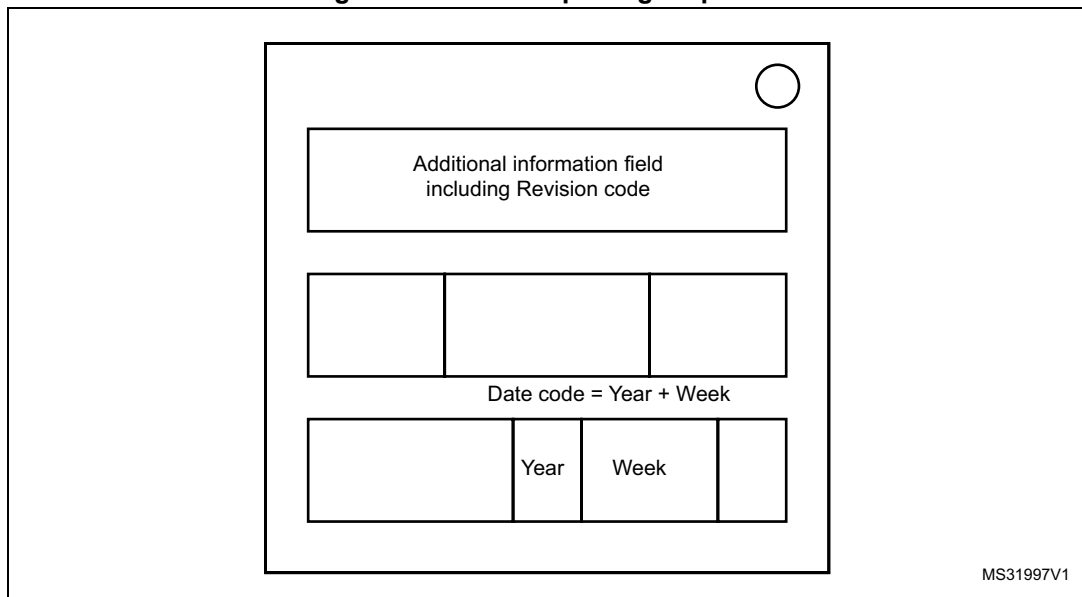 Additional information field
including Revision code
Date code = Year + Week
Year Week
MS31997V1